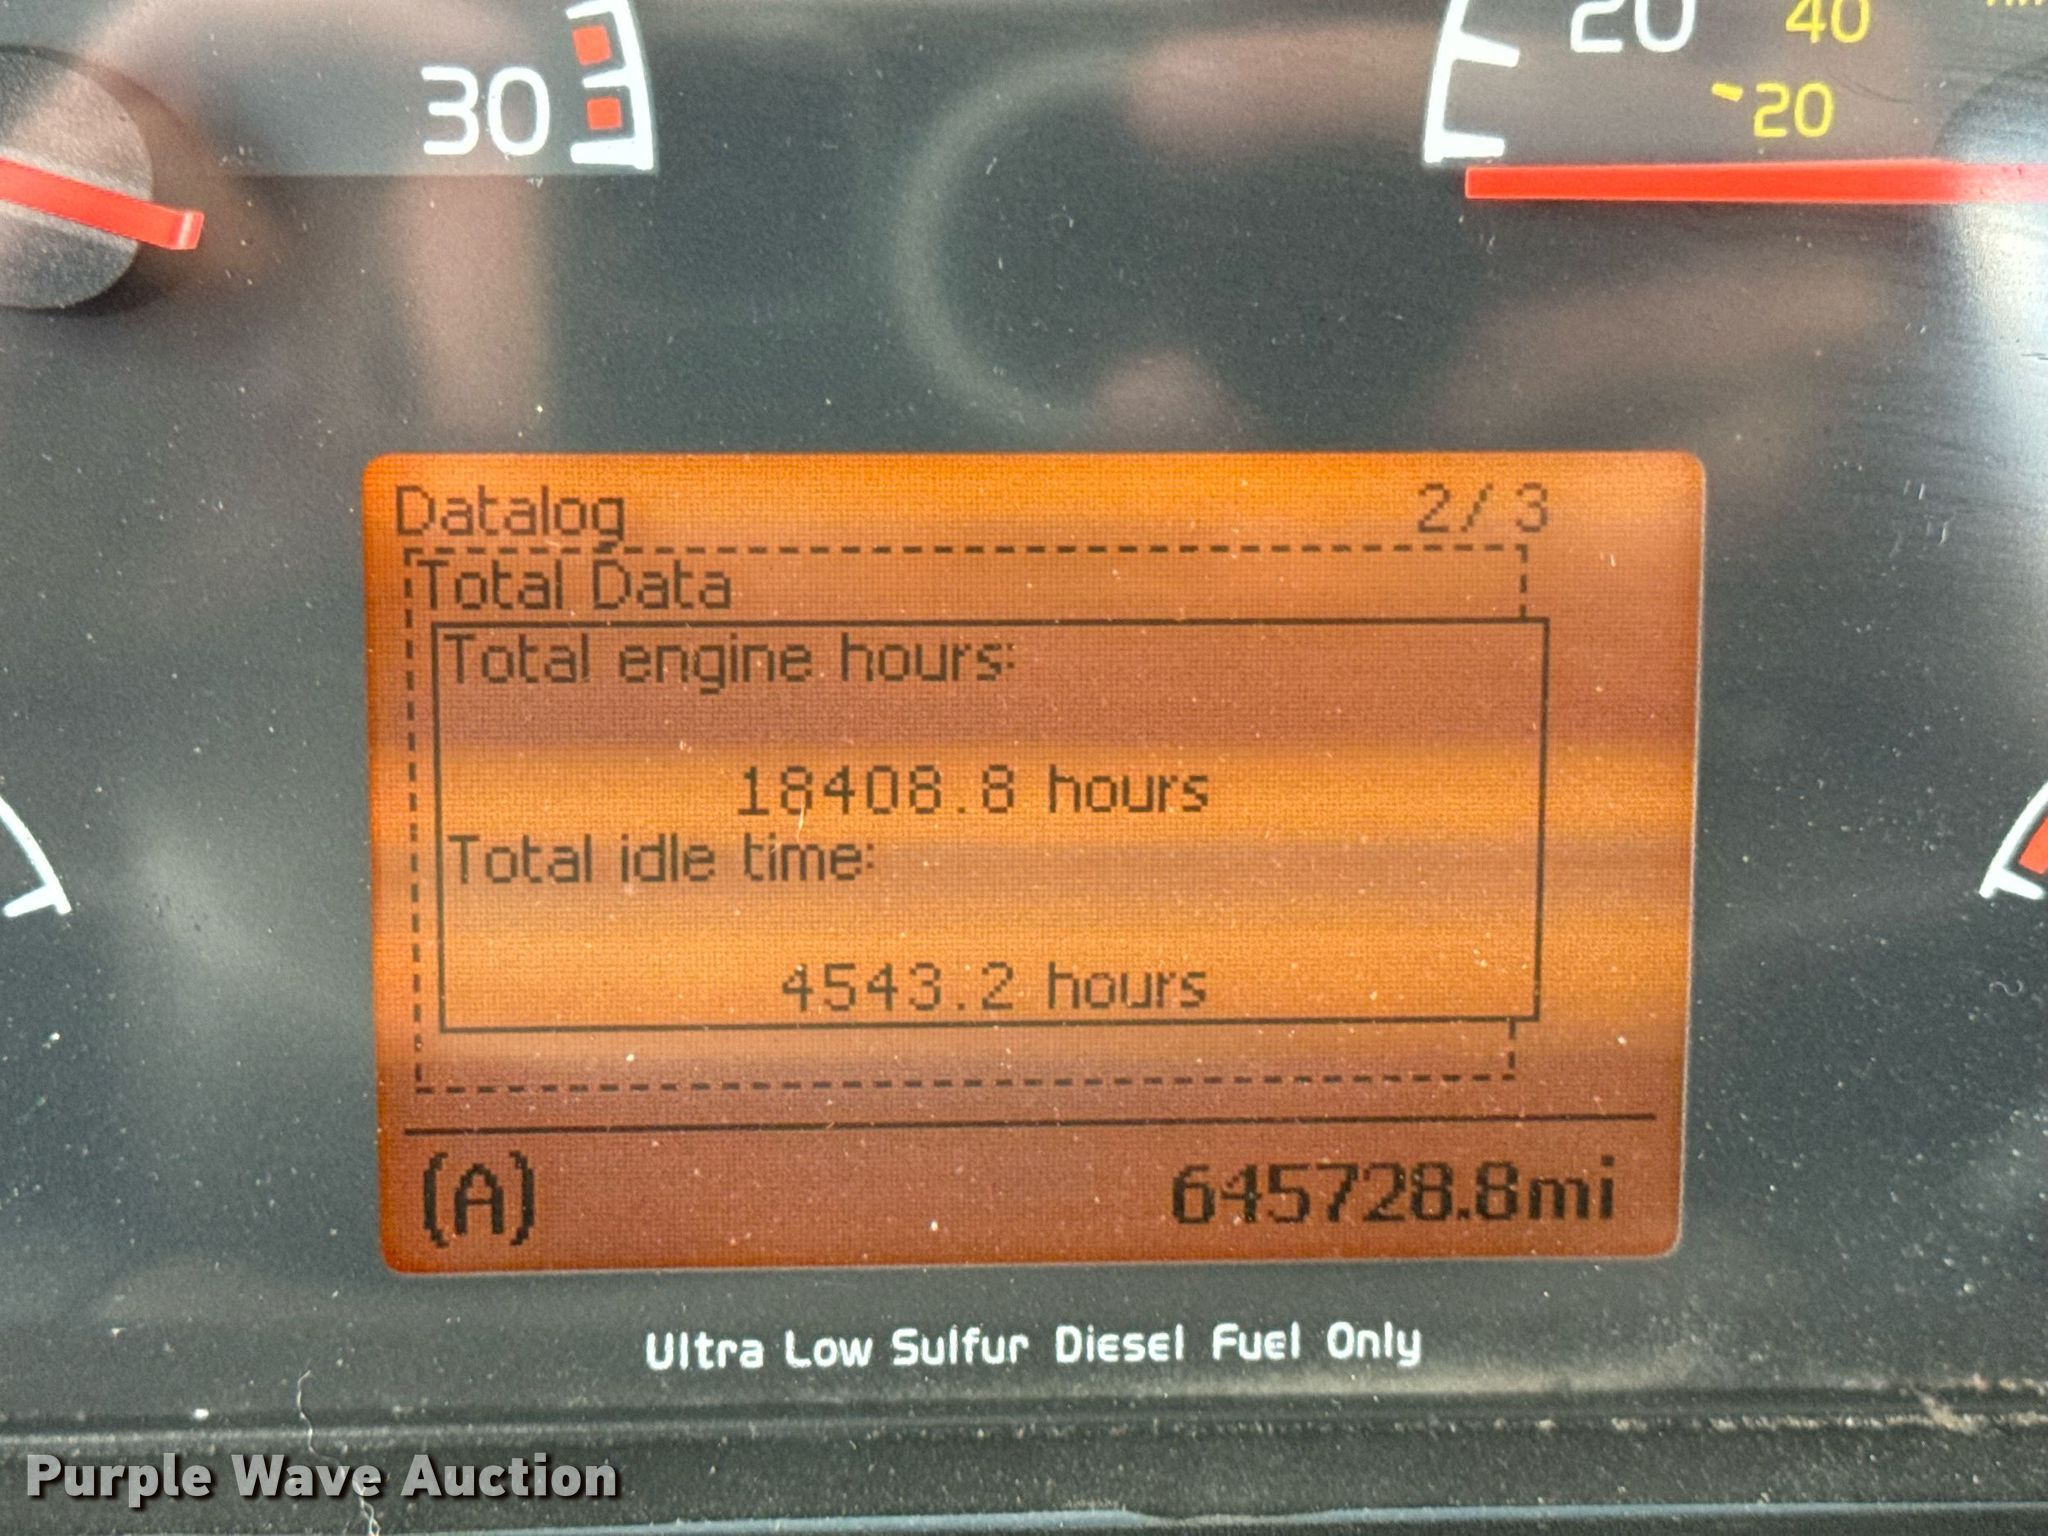 30
20
40
20
Datalog 2/3
Total Data
Total engine hours:
18408.8 hours
Total idle time:
4543.2 hours
(A) 645728.8mi
Ultra Low Sulfur Diesel Fuel Only
Purple Wave Auction